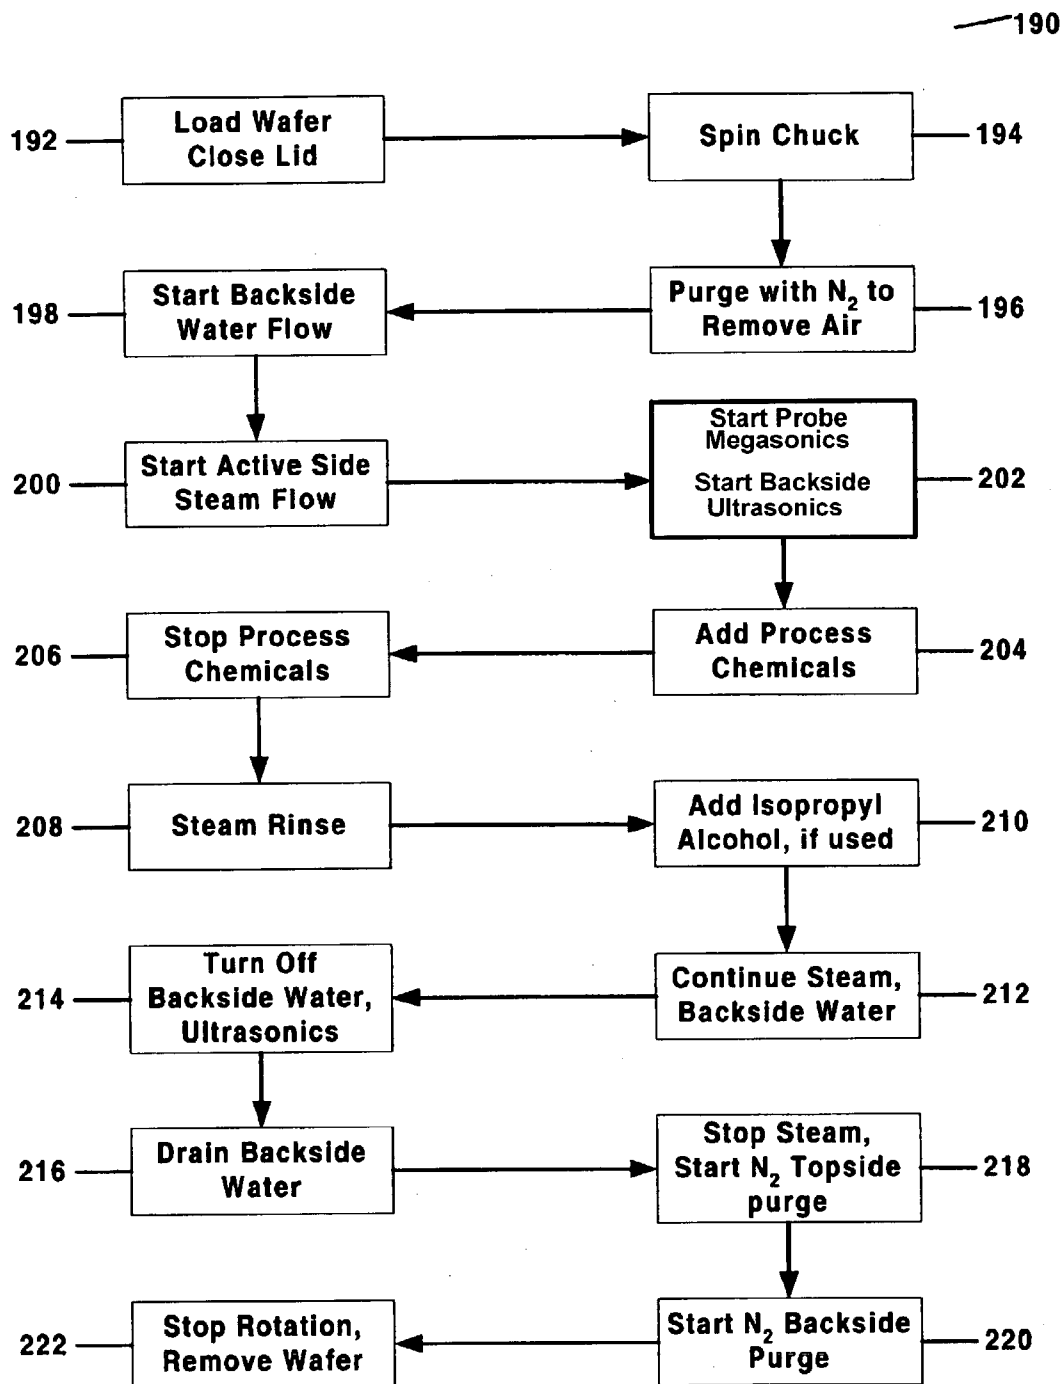 190
192
Load Wafer
Close Lid
Spin Chuck
194
198
Start Backside
Water Flow
Purge with N₂ to
Remove Air
196
200
Start Active Side
Steam Flow
Start Probe
Megasonics
Start Backside
Ultrasonics
202
206
Stop Process
Chemicals
Add Process
Chemicals
204
208
Steam Rinse
Add Isopropyl
Alcohol, if used
210
214
Turn Off
Backside Water,
Ultrasonics
Continue Steam,
Backside Water
212
216
Drain Backside
Water
Stop Steam,
Start N₂ Topside
purge
218
222
Stop Rotation,
Remove Wafer
Start N₂ Backside
Purge
220